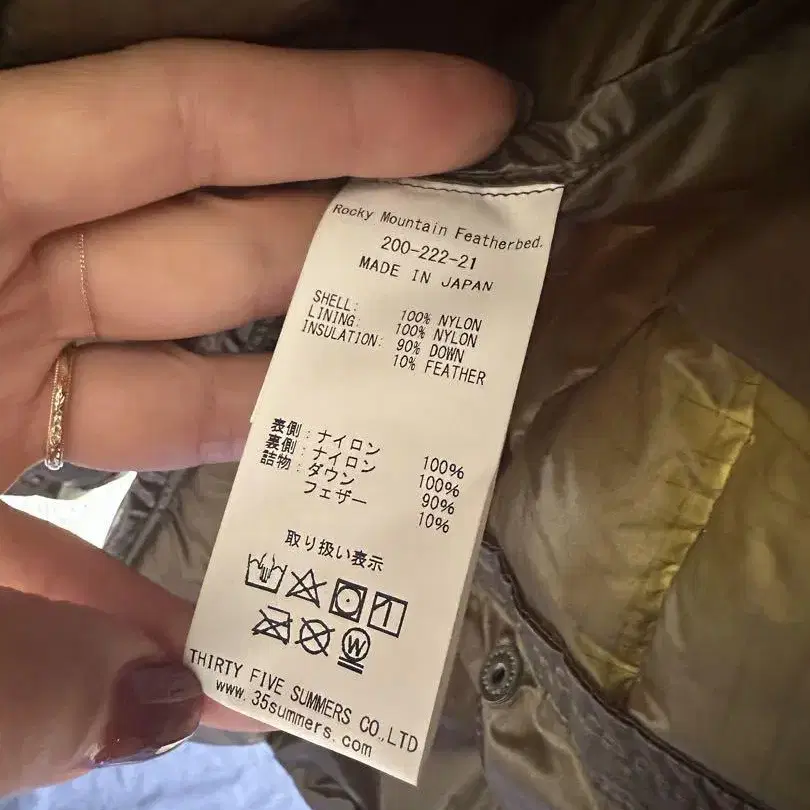 Rocky Mountain Featherbed.
200-222-21
MADE IN JAPAN
SHELL: 100% NYLON
LINING: 100% NYLON
INSULATION: 90% DOWN
10% FEATHER
表側：ナイロン 100%
裏側：ナイロン 100%
詰物：ダウン 90%
フェザー 10%
取り扱い表示
W
THIRTY FIVE SUMMERS CO.,LTD
www.35summers.com